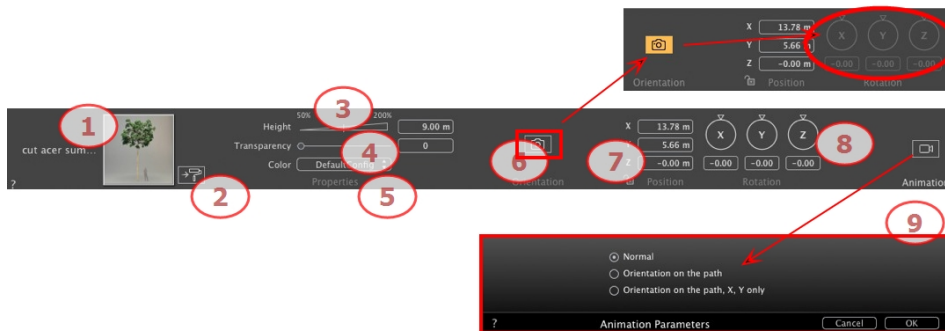 X 13.78 m
Y 5.66 m
Z -0.00 m
X Y Z
-0.00 -0.00 -0.00
Orientation Position Rotation
1
cut acer sum...
2
?
3
50% 200%
Height 9.00 m
Transparency 0
4
Color DefaultConfig
5
Properties
6
Orientation
7
X 13.78 m
Y 5.66 m
Z -0.00 m
Position
X Y Z
-0.00 -0.00 -0.00
Rotation
8
Animation
9
Normal
Orientation on the path
Orientation on the path, X, Y only
? Animation Parameters Cancel OK